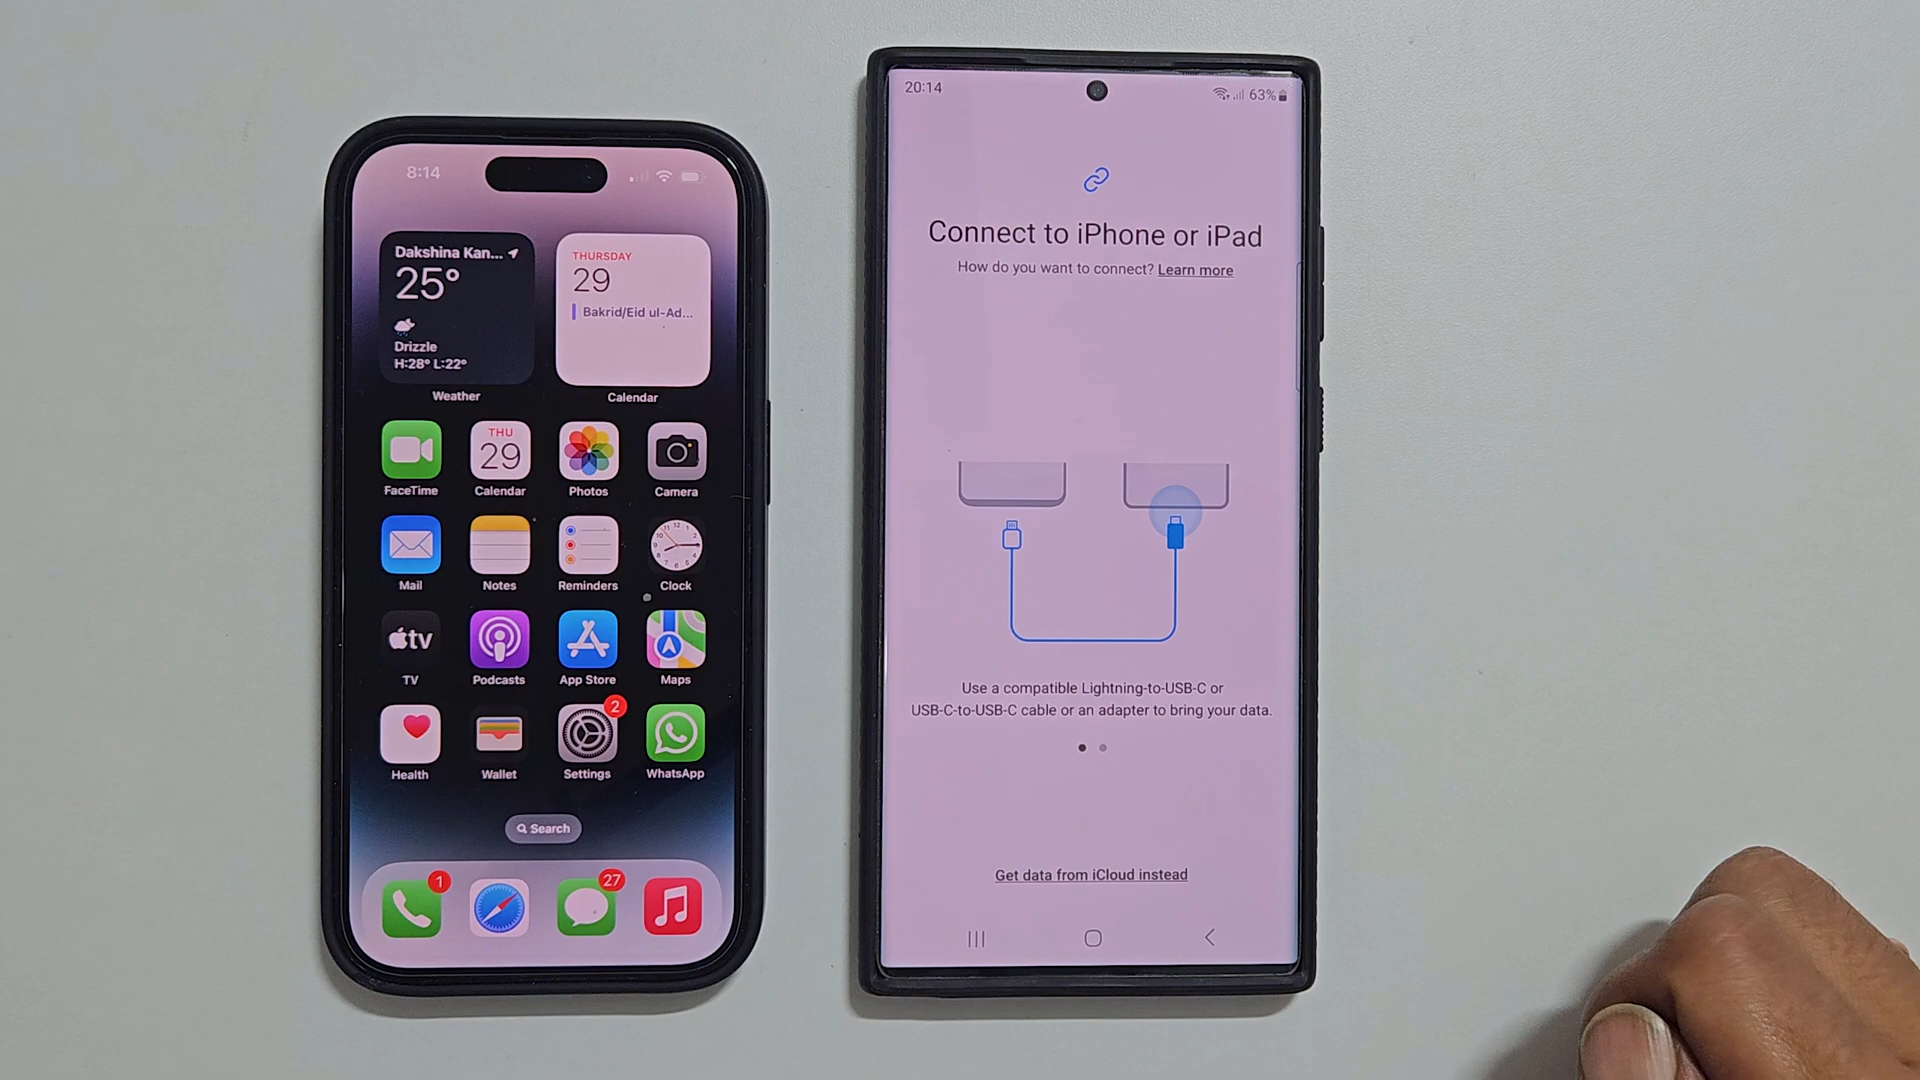 8:14
Dakshina Kan...
25°
Drizzle
H:28° L:22°
Weather
THURSDAY
29
Bakrid/Eid ul-Ad...
Calendar
FaceTime
THU
29
Calendar
Photos
Camera
Mail
Notes
Reminders
Clock
tv
TV
Podcasts
App Store
Maps
Health
Wallet
2
Settings
WhatsApp
Search
1
27
20:14
63%
Connect to iPhone or iPad
How do you want to connect? Learn more
Use a compatible Lightning-to-USB-C or
USB-C-to-USB-C cable or an adapter to bring your data.
Get data from iCloud instead